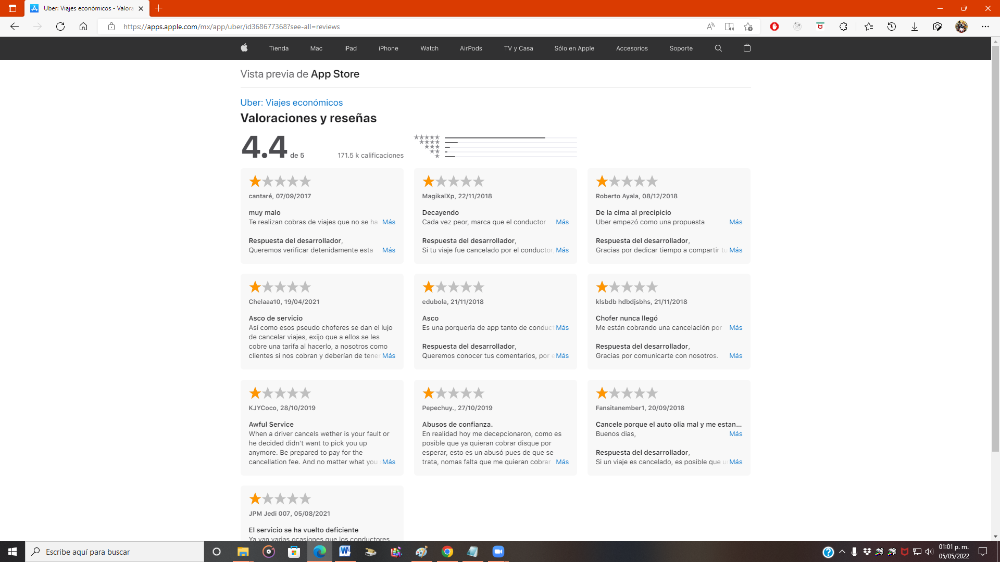 Uber: Viajes económicos - Valora
https://apps.apple.com/mx/app/uber/id368677368?see-all=reviews
Tienda Mac iPad iPhone Watch AirPods TV y Casa Sólo en Apple Accesorios Soporte
Vista previa de App Store
Uber: Viajes económicos
Valoraciones y reseñas
4.4 de 5 171.5 k calificaciones
cantaré, 07/09/2017
muy malo
Te realizan cobras de viajes que no se ha Más
Respuesta del desarrollador,
Queremos verificar detenidamente esta Más
MagikalXp, 22/11/2018
Decayendo
Cada vez peor, marca que el conductor Más
Respuesta del desarrollador,
Si tu viaje fue cancelado por el conductor, Más
Roberto Ayala, 08/12/2018
De la cima al precipicio
Uber empezó como una propuesta Más
Respuesta del desarrollador,
Gracias por dedicar tiempo a compartir tu Más
Chelaaa10, 19/04/2021
Asco de servicio
Así como esos pseudo choferes se dan el lujo
de cancelar viajes, exijo que a ellos se les
cobre una tarifa al hacerlo, a nosotros como
clientes si nos cobran y deberían de tener Más
edubola, 21/11/2018
Asco
Es una porqueria de app tanto de conduct Más
Respuesta del desarrollador,
Queremos conocer tus comentarios, por e Más
klsbdb hdbdjsbhs, 21/11/2018
Chofer nunca llegó
Me están cobrando una cancelación por Más
Respuesta del desarrollador,
Gracias por comunicarte con nosotros. Más
KJYCoco, 28/10/2019
Awful Service
When a driver cancels wether is your fault or
he decided didn't want to pick you up
anymore. Be prepared to pay for the
cancellation fee. And no matter what you Más
Pepechuy., 27/10/2019
Abusos de confianza.
En realidad hoy me decepcionaron, como es
posible que ya quieran cobrar disque por
esperar, esto es un abusó pues de que se
trata, nomas falta que me quieran cobrar Más
Fansitanember1, 20/09/2018
Cancele porque el auto olia mal y me estan...
Buenos dias, Más
Respuesta del desarrollador,
Si un viaje es cancelado, es posible que u Más
JPM Jedi 007, 05/08/2021
El servicio se ha vuelto deficiente
Ya van varias ocasiones que los conductores
Escribe aquí para buscar
01:01 p. m.
05/05/2022